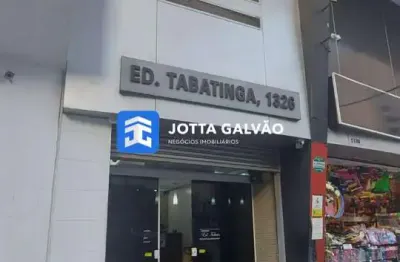 ED. TABATINGA, 1326
JOTTA GALVÃO
NEGÓCIOS IMOBILIÁRIOS